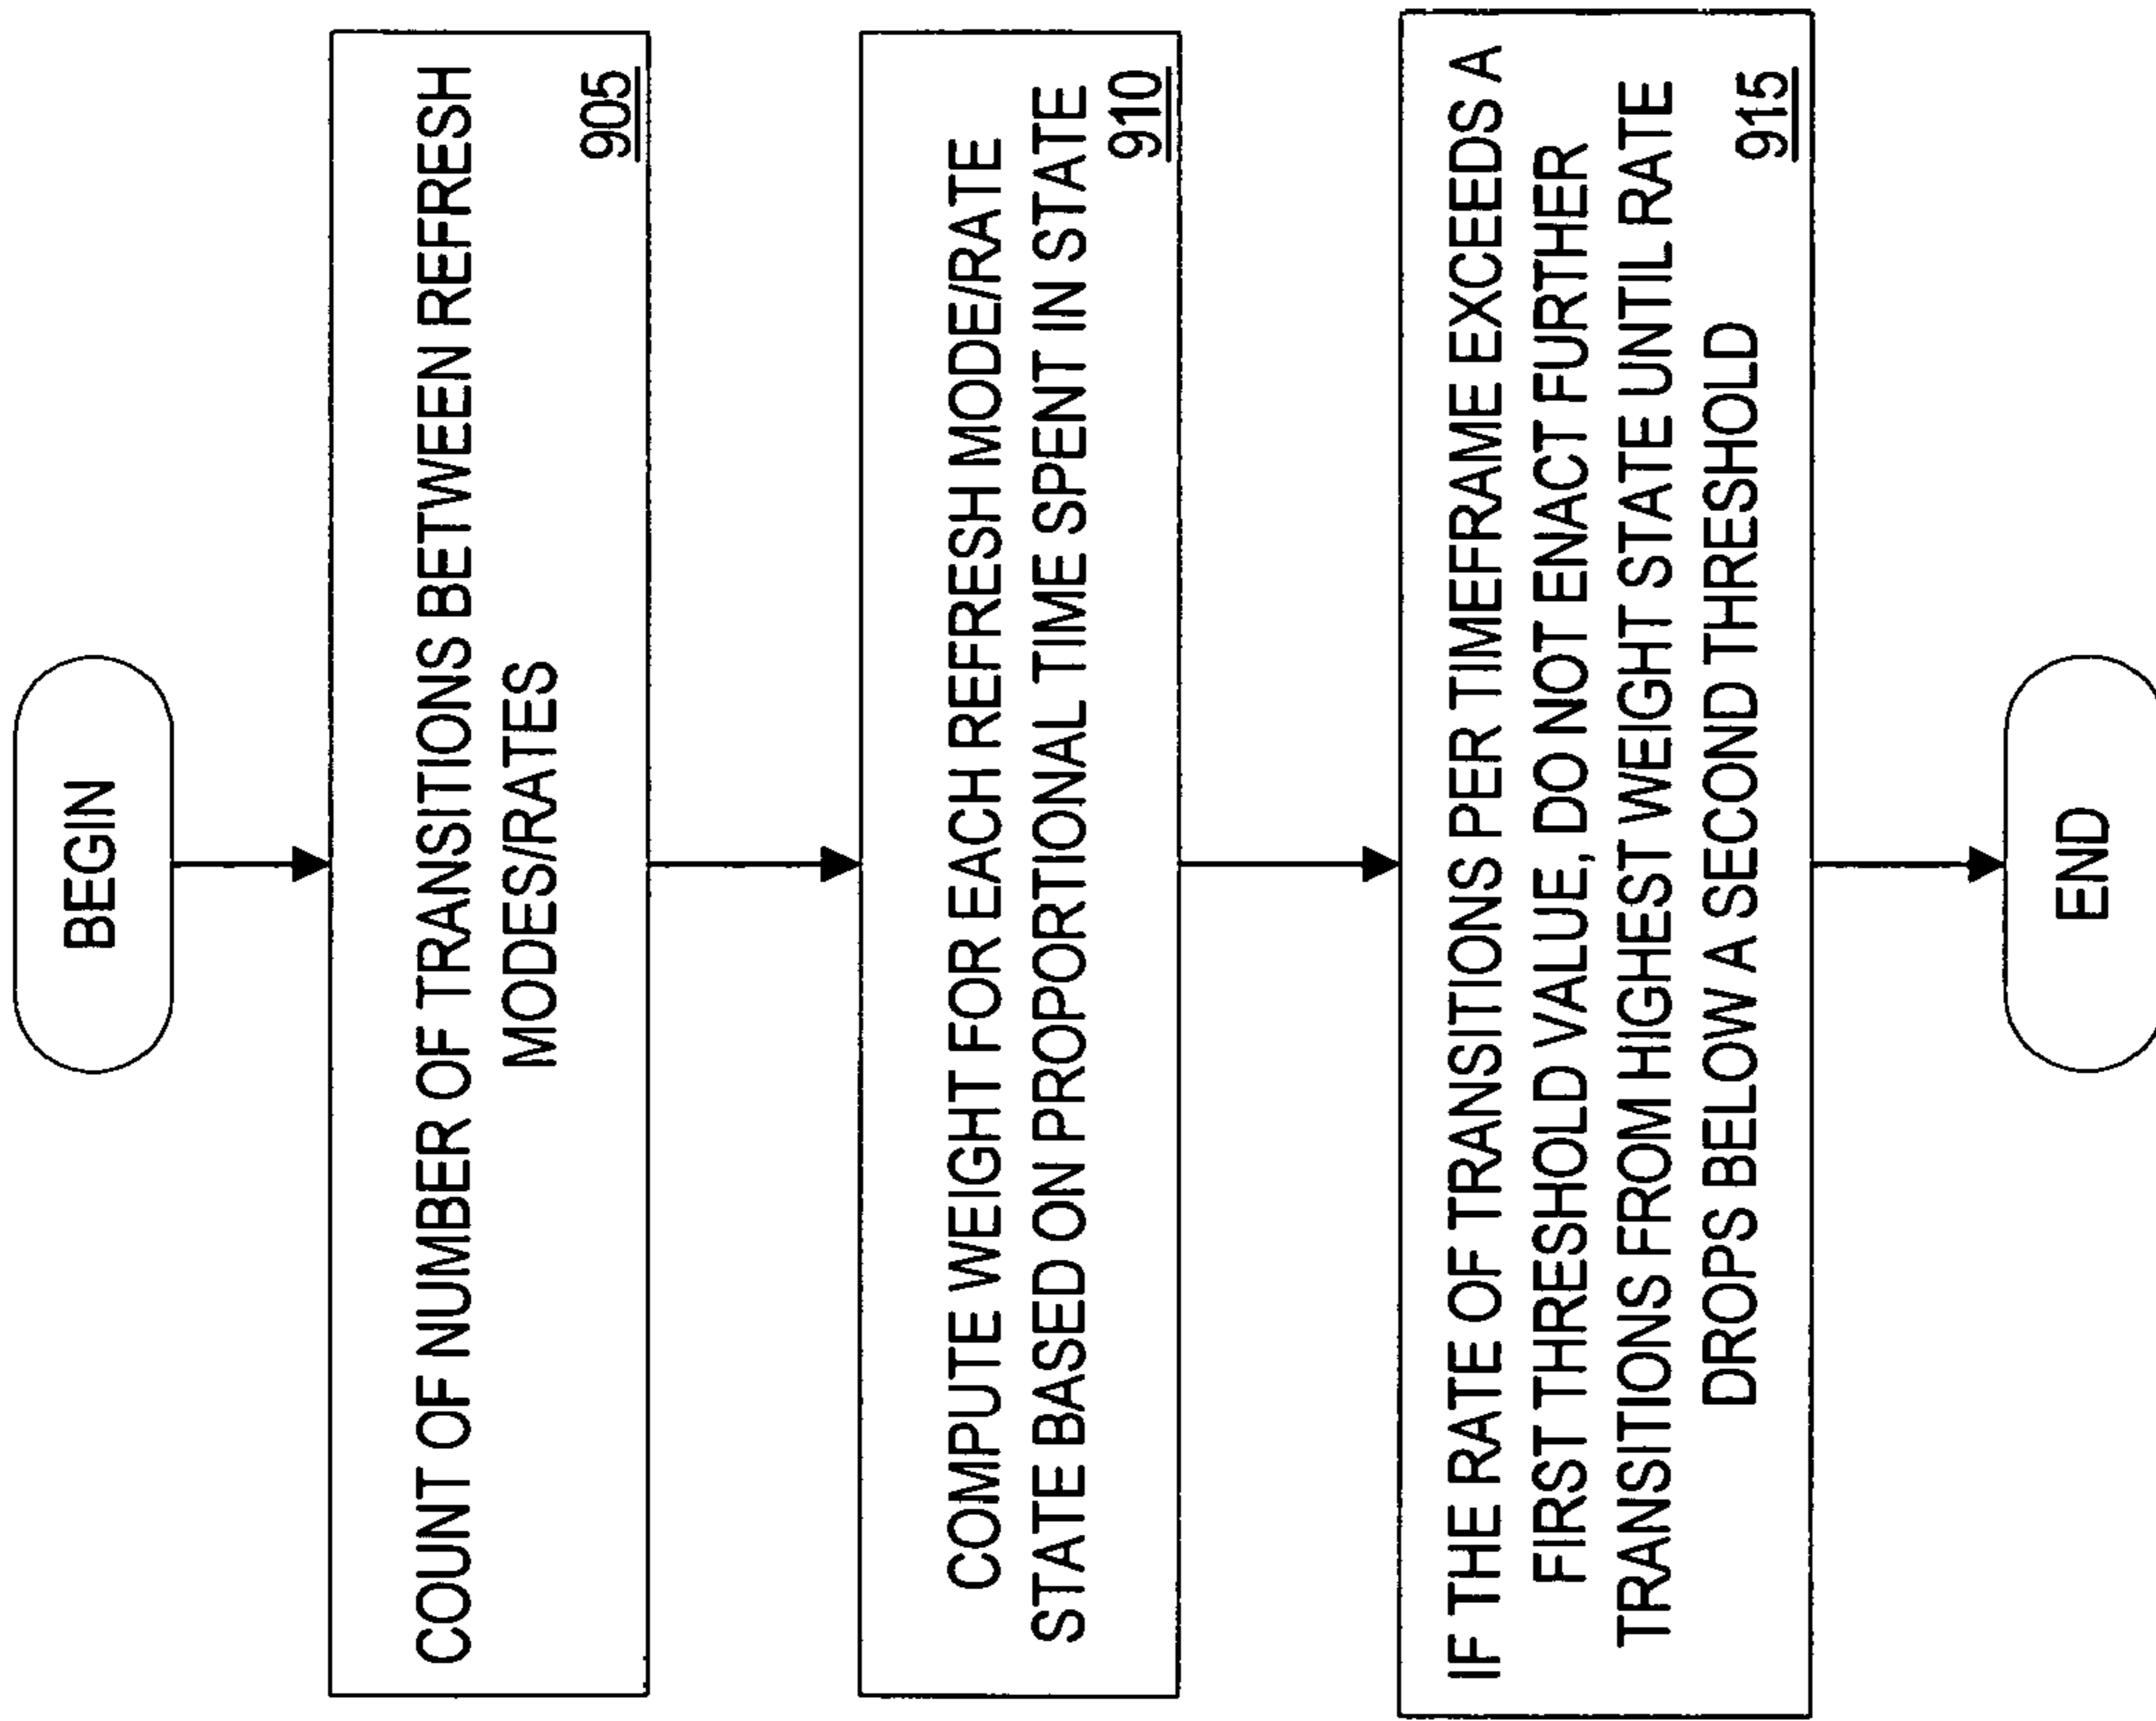 BEGIN
COUNT OF NUMBER OF TRANSITIONS BETWEEN REFRESH
MODES/RATES
905
COMPUTE WEIGHT FOR EACH REFRESH MODE/RATE
STATE BASED ON PROPORTIONAL TIME SPENT IN STATE
910
IF THE RATE OF TRANSITIONS PER TIMEFRAME EXCEEDS A
FIRST THRESHOLD VALUE, DO NOT ENACT FURTHER
TRANSITIONS FROM HIGHEST WEIGHT STATE UNTIL RATE
DROPS BELOW A SECOND THRESHOLD
915
END